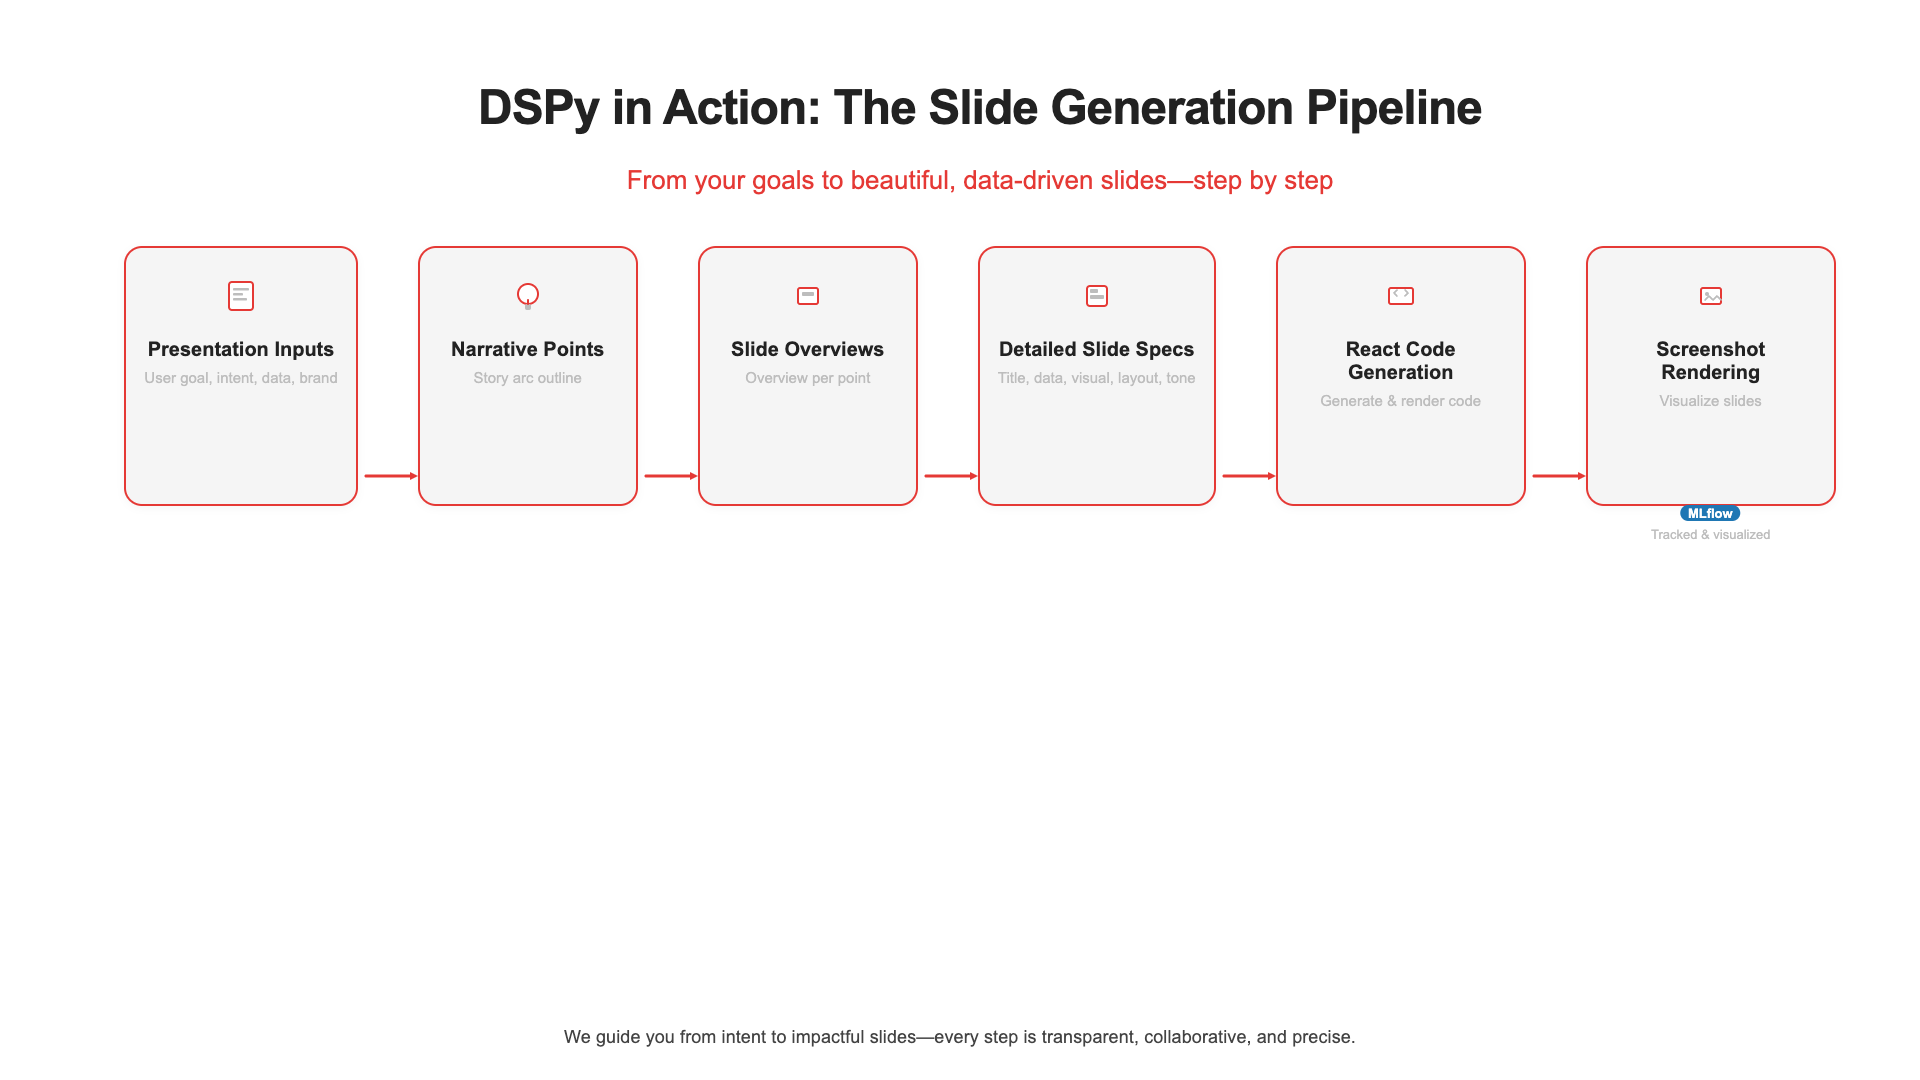 DSPy in Action: The Slide Generation Pipeline
From your goals to beautiful, data-driven slides—step by step
Presentation Inputs
User goal, intent, data, brand
Narrative Points
Story arc outline
Slide Overviews
Overview per point
Detailed Slide Specs
Title, data, visual, layout, tone
React Code
Generation
Generate & render code
Screenshot
Rendering
Visualize slides
MLflow
Tracked & visualized
We guide you from intent to impactful slides—every step is transparent, collaborative, and precise.